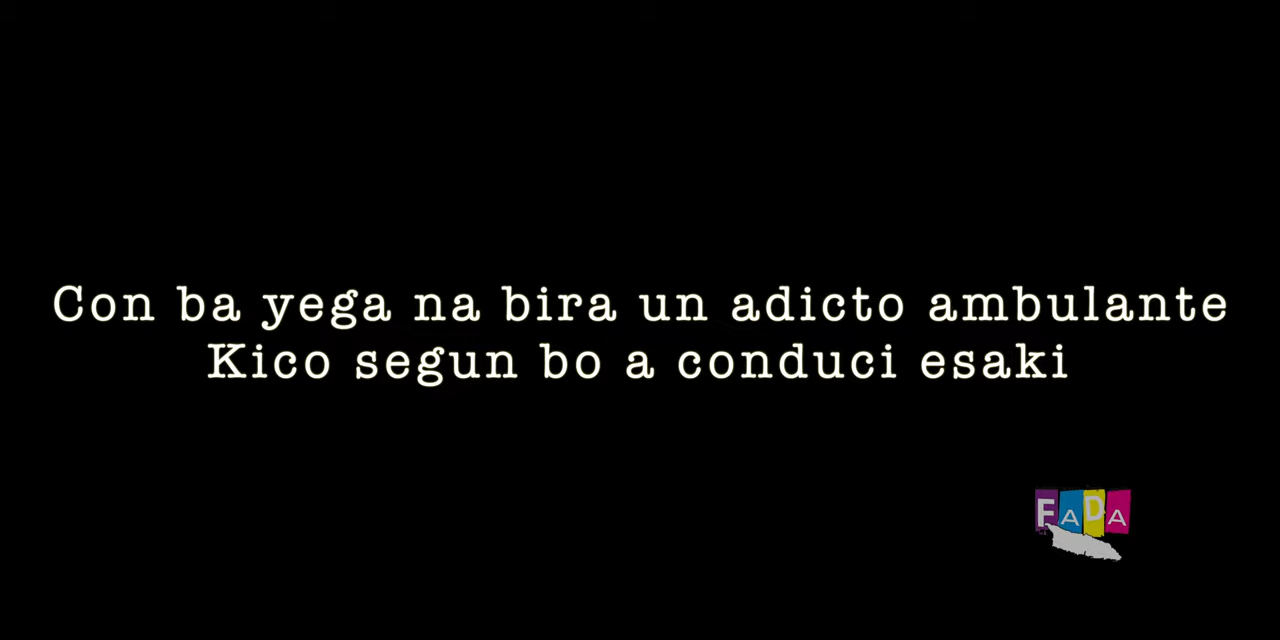 Con ba yega na bira un adicto ambulante
Kico segun bo a conduci esaki
FADA